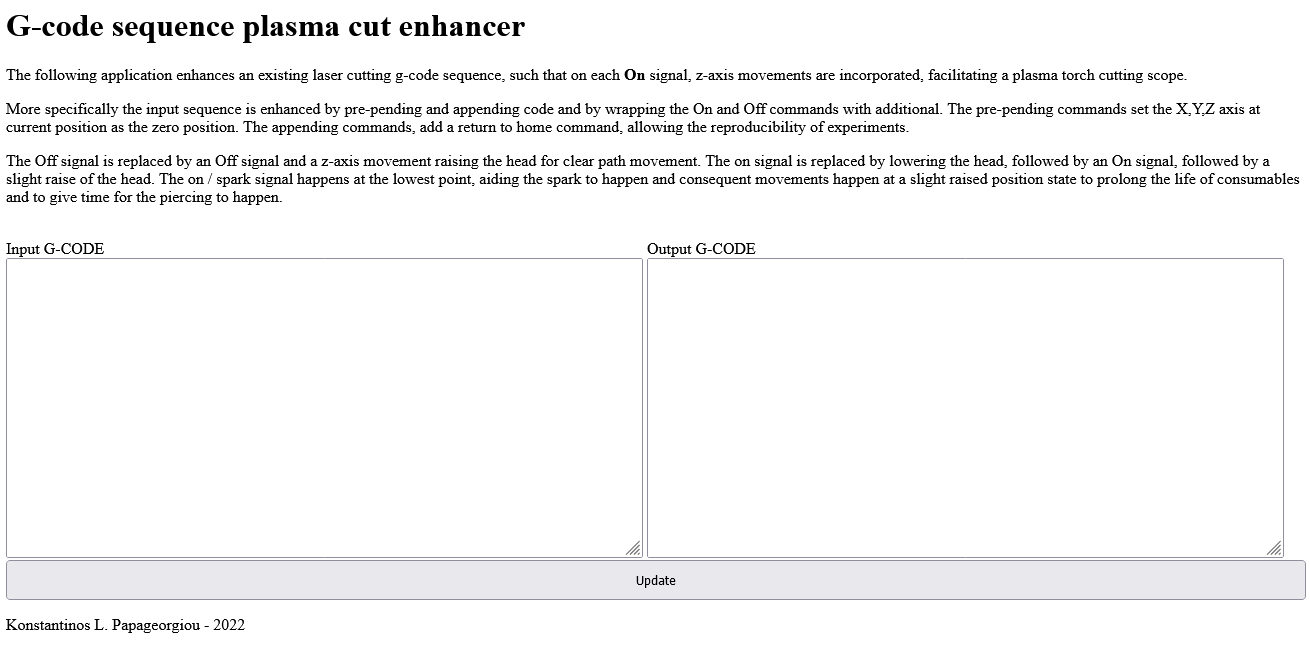 G-code sequence plasma cut enhancer
The following application enhances an existing laser cutting g-code sequence, such that on each On signal, z-axis movements are incorporated, facilitating a plasma torch cutting scope.
More specifically the input sequence is enhanced by pre-pending and appending code and by wrapping the On and Off commands with additional. The pre-pending commands set the X,Y,Z axis at
current position as the zero position. The appending commands, add a return to home command, allowing the reproducibility of experiments.
The Off signal is replaced by an Off signal and a z-axis movement raising the head for clear path movement. The on signal is replaced by lowering the head, followed by an On signal, followed by a
slight raise of the head. The on / spark signal happens at the lowest point, aiding the spark to happen and consequent movements happen at a slight raised position state to prolong the life of consumables
and to give time for the piercing to happen.
Input G-CODE
Output G-CODE
Update
Konstantinos L. Papageorgiou - 2022